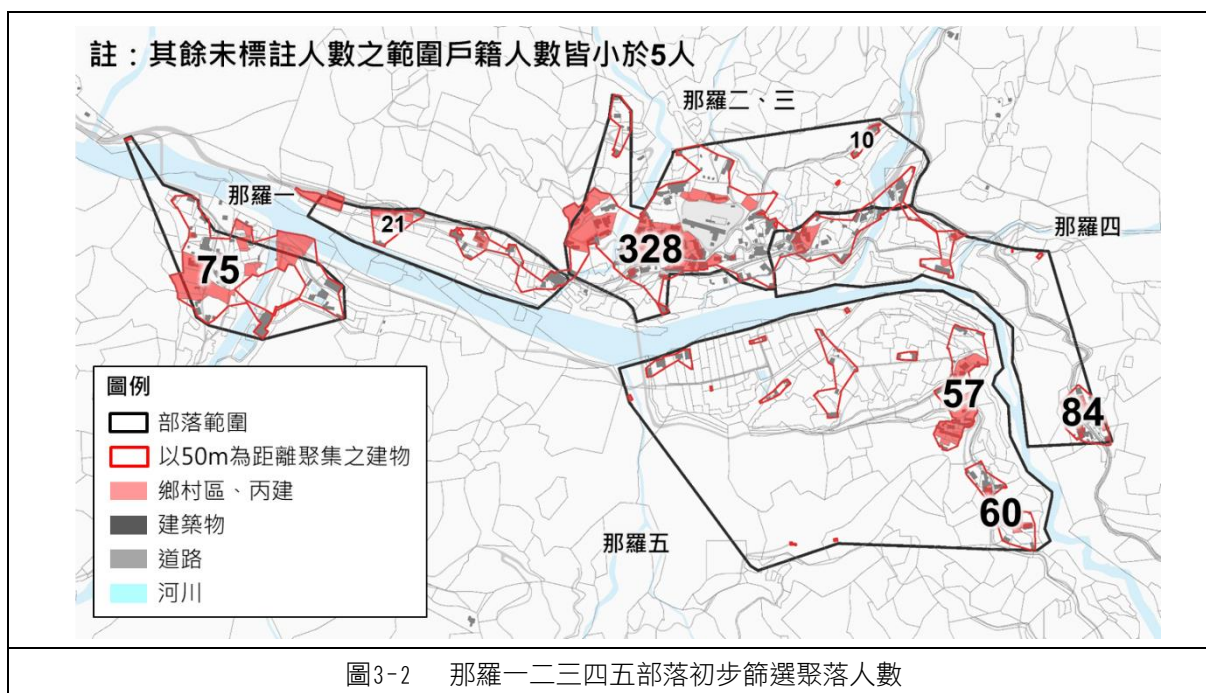 註：其餘未標註人數之範圍戶籍人數皆小於5人
那羅二、三
10
那羅一
21
那羅四
328
75
圖例
部落範圍
以50m為距離聚集之建物
鄉村區、丙建
建築物
道路
河川
57
84
60
那羅五
圖3-2 那羅一二三四五部落初步篩選聚落人數